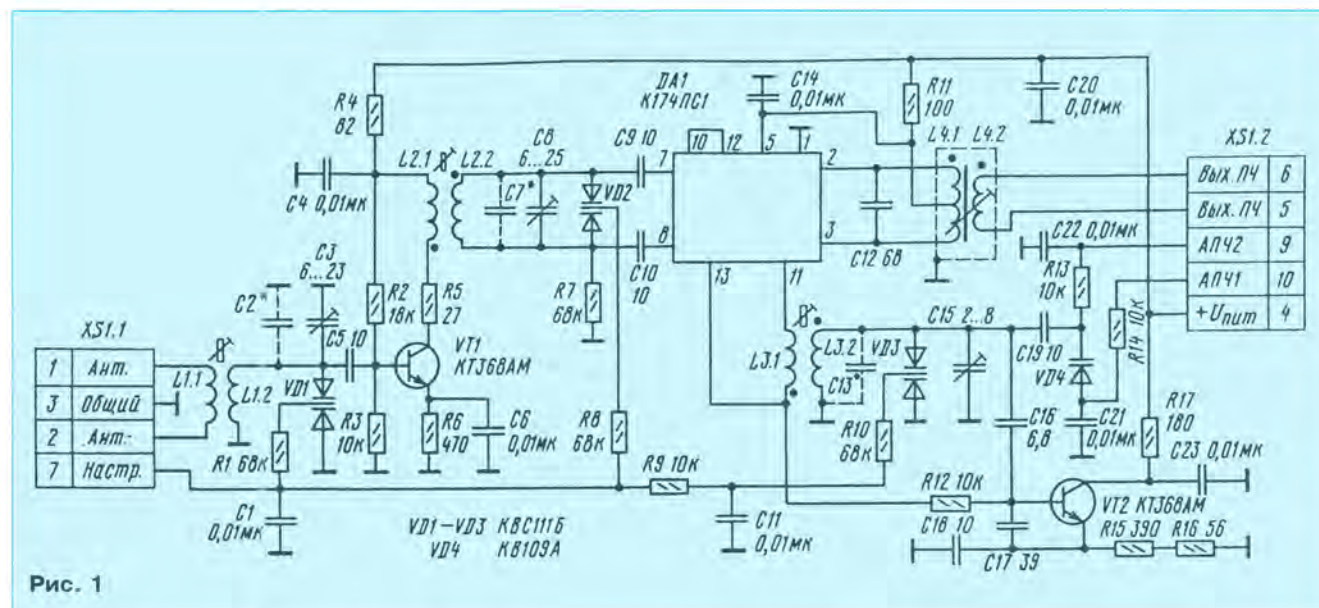 DA1
К174ПС1
C14
0,01мк
R11
100
C20
0,01мк
R4
82
10
12
5
1
L4.1
L4.2
XS1.2
C8
6...25
C9 10
7
2
Вых. ПЧ
6
L2.1
L2.2
C7*
VD2
C4 0,01мк
Вых. ПЧ
5
C22 0,01мк
АПЧ2
9
C3
6...23
8
3
C12 68
R13
10к
АПЧ1
10
C10
10
13
11
+Uпит
4
C2*
R2
18к
R5
27
R7
68к
C15 2...8
R14 10к
XS1.1
C5 10
VT1
КТ368АМ
VD3
C19 10
VD4
1
Ант.
L1.1
L1.2
VD1
L3.1
L3.2
C13*
3
Общий
R17
180
2
Ант.-
R3
10к
R6
470
C6
0,01мк
R8
68к
R10
68к
C16
6,8
C21
0,01мк
C23 0,01мк
7
Настр.
R1 68к
R9 10к
R12 10к
VT2 КТ368АМ
C1
0,01мк
VD1-VD3 КВС111Б
VD4 КВ109А
C11
0,01мк
C18 10
C17 39
R15 390
R16 56
Рис. 1